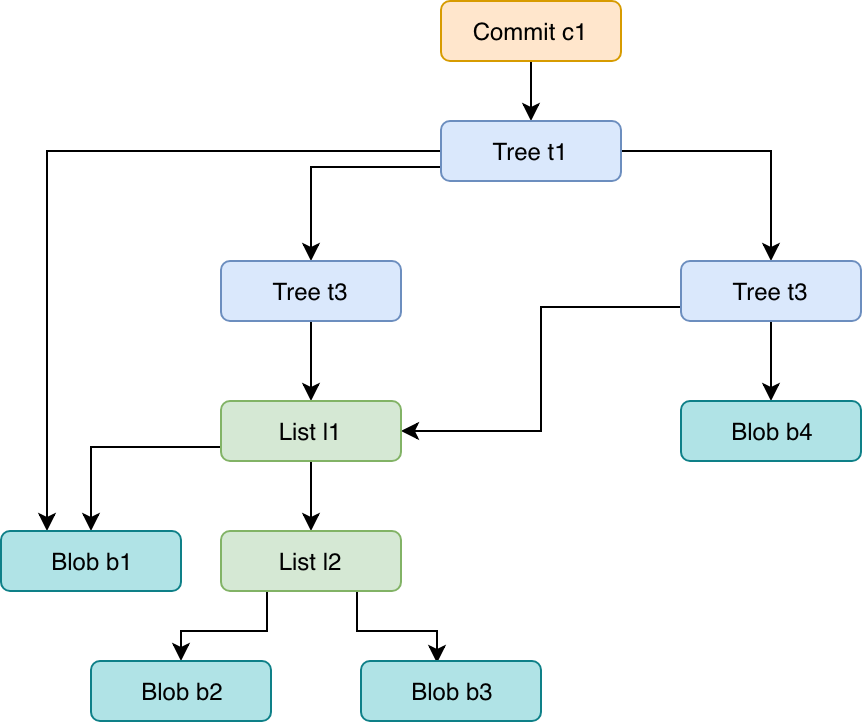 Commit c1
Tree t1
Tree t3
Tree t3
List l1
Blob b4
Blob b1
List l2
Blob b2
Blob b3